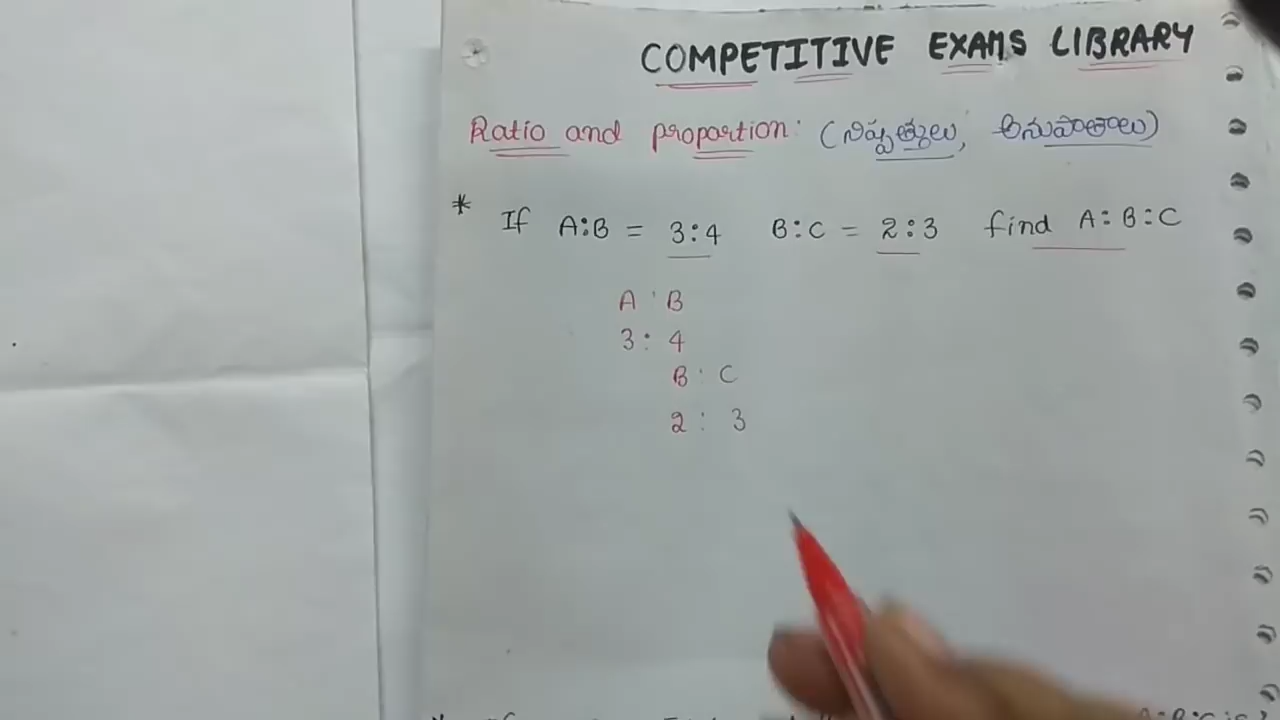 COMPETITIVE EXAMS LIBRARY
Ratio and proportion: (నిష్పత్తులు, అనుపాతాలు)
* If A:B = 3:4 B:C = 2:3 find A:B:C
A : B
3 : 4
B : C
2 : 3